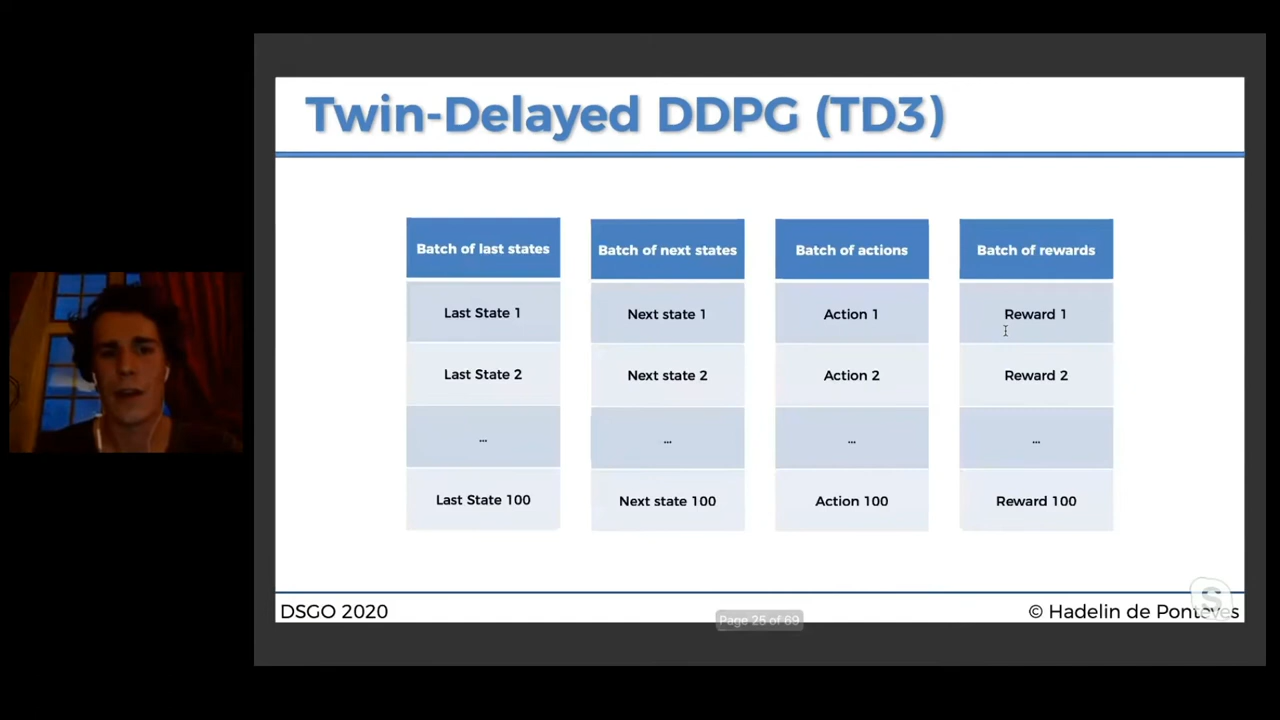 Twin-Delayed DDPG (TD3)
Batch of last states
Batch of next states
Batch of actions
Batch of rewards
Last State 1
Next state 1
Action 1
Reward 1
Last State 2
Next state 2
Action 2
Reward 2
...
...
...
...
Last State 100
Next state 100
Action 100
Reward 100
DSGO 2020
Page 25 of 69
© Hadelin de Ponteves
S